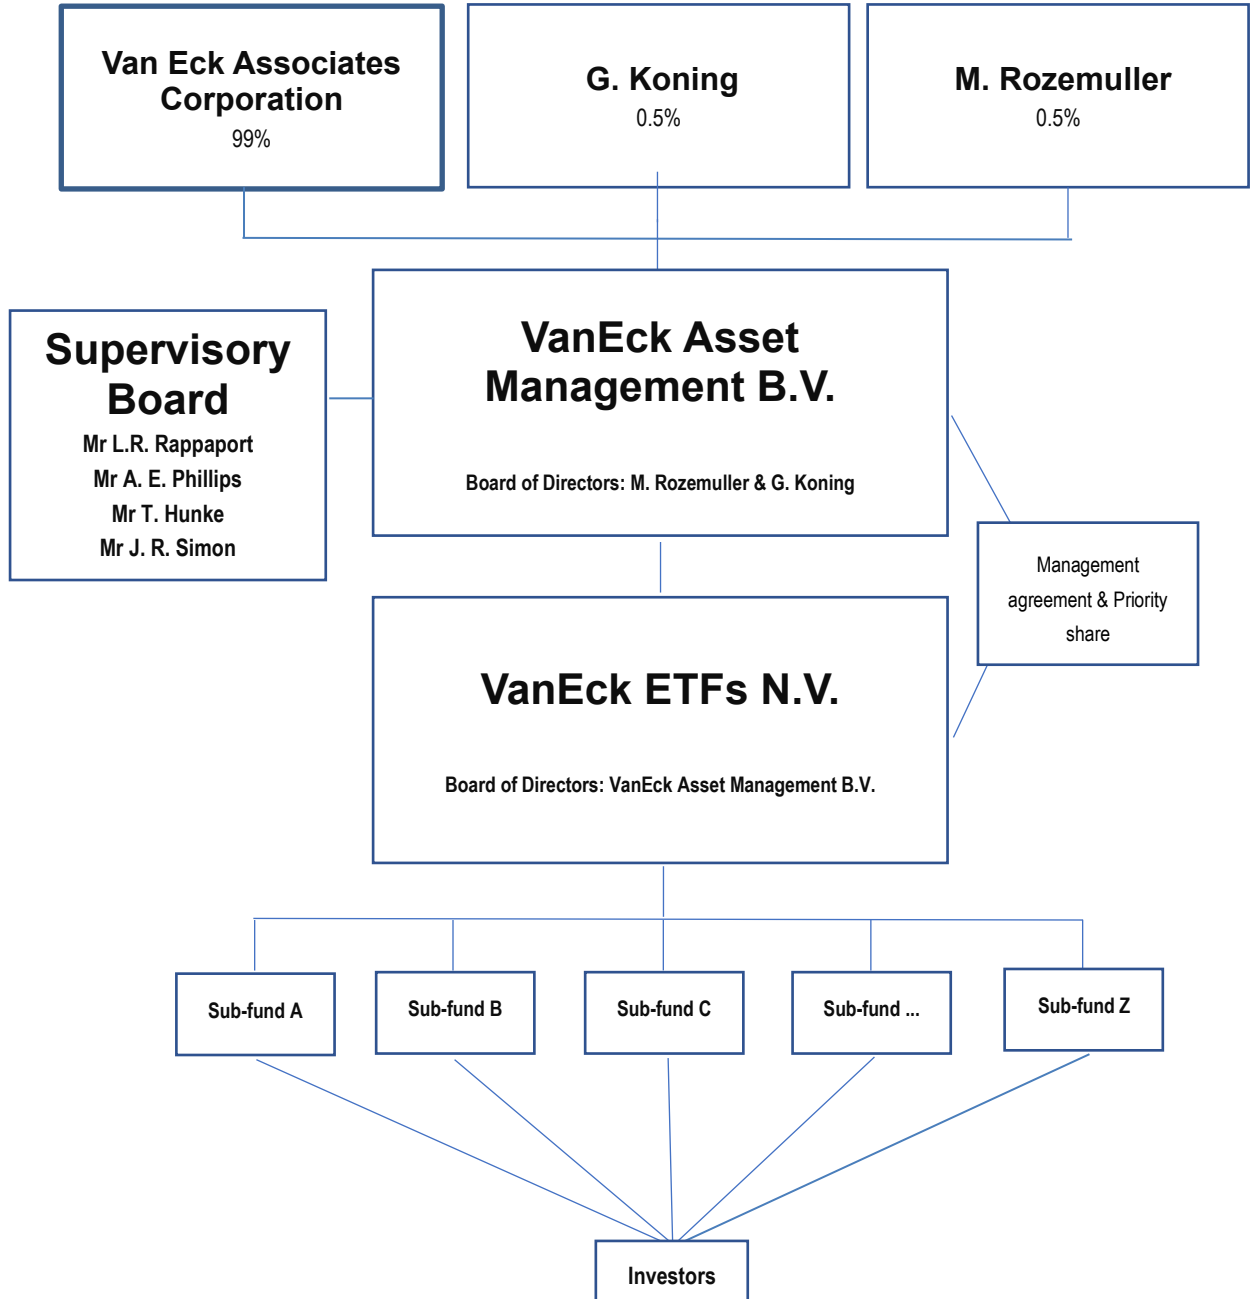 Van Eck Associates
Corporation
99%
G. Koning
0.5%
M. Rozemuller
0.5%
Supervisory
Board
Mr L.R. Rappaport
Mr A. E. Phillips
Mr T. Hunke
Mr J. R. Simon
VanEck Asset
Management B.V.
Board of Directors: M. Rozemuller & G. Koning
Management
agreement & Priority
share
VanEck ETFs N.V.
Board of Directors: VanEck Asset Management B.V.
Sub-fund A
Sub-fund B
Sub-fund C
Sub-fund ...
Sub-fund Z
Investors